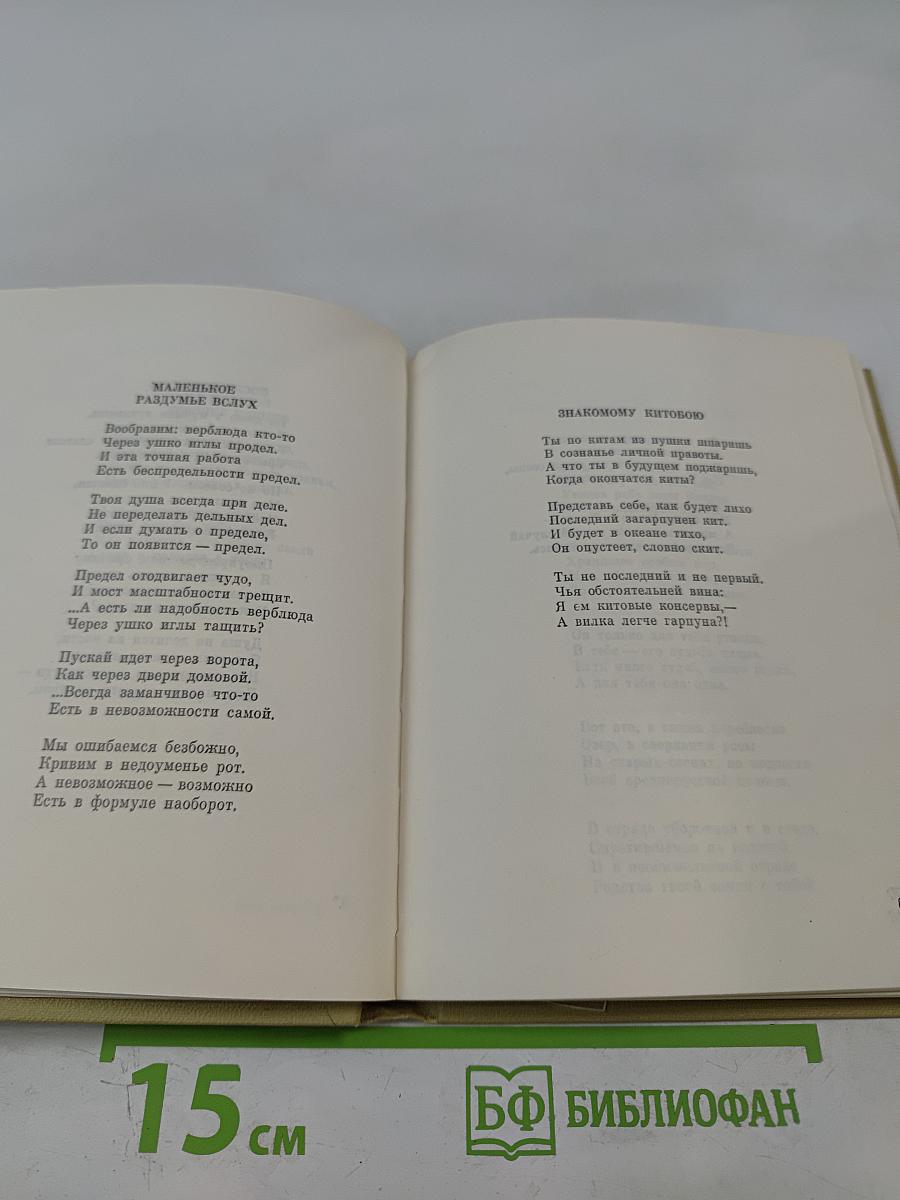 МАЛЕНЬКОЕ
РАЗДУМЬЕ ВСЛУХ
Вообразим: верблюда кто-то
Через ушко иглы продел.
И эта точная работа
Есть беспредельности предел.
Твоя душа всегда при деле.
Не переделать дельных дел.
И если думать о пределе,
То он появится — предел.
Предел отодвигает чудо,
И мост масштабности трещит.
...А есть ли надобность верблюда
Через ушко иглы тащить?
Пускай идет через ворота,
Как через двери домовой.
...Всегда заманчивое что-то
Есть в невозможности самой.
Мы ошибаемся безбожно,
Кривим в недоуменье рот.
А невозможное — возможно
Есть в формуле наоборот.
ЗНАКОМОМУ КИТОБОЮ
Ты по китам из пушки шпаришь
В сознанье личной правоты.
А что ты в будущем поджаришь,
Когда окончатся киты?
Представь себе, как будет лихо
Последний загарпунен кит.
И будет в океане тихо,
Он опустеет, словно скит.
Ты не последний и не первый.
Чья обстоятельней вина:
Я ем китовые консервы,—
А вилка легче гарпуна?!
15 см
БФ БИБЛИОФАН